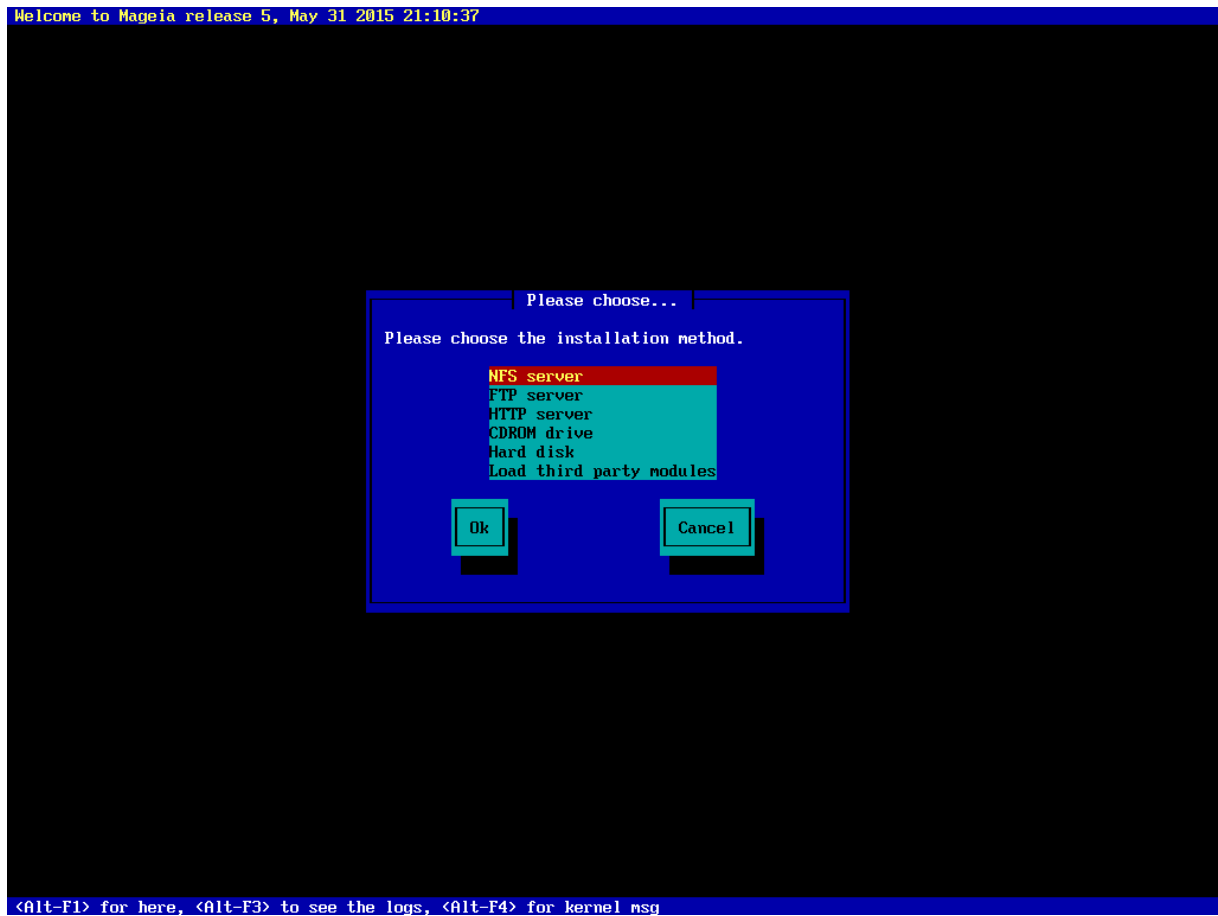 Welcome to Mageia release 5, May 31 2015 21:10:37
Please choose...
Please choose the installation method.
NFS server
FTP server
HTTP server
CDROM drive
Hard disk
Load third party modules
Ok Cancel
<Alt-F1> for here, <Alt-F3> to see the logs, <Alt-F4> for kernel msg